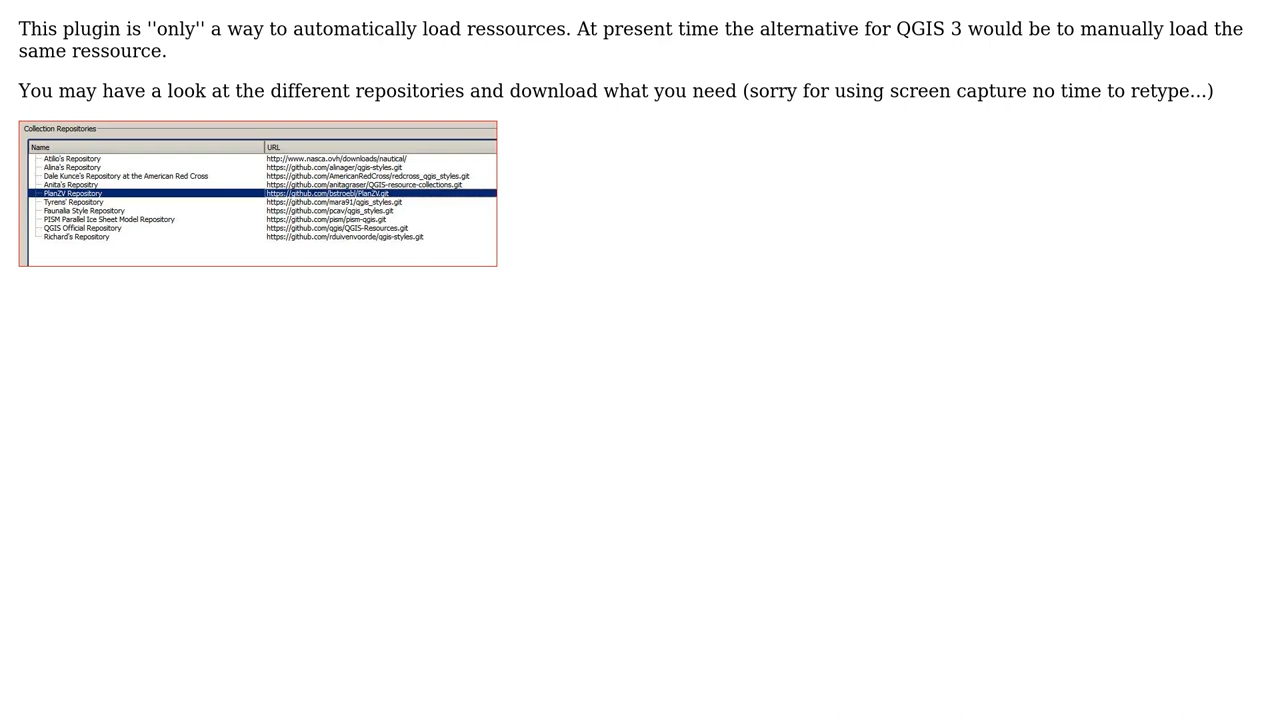 This plugin is ''only'' a way to automatically load ressources. At present time the alternative for QGIS 3 would be to manually load the
same ressource.
You may have a look at the different repositories and download what you need (sorry for using screen capture no time to retype...)
Collection Repositories
Name URL
Atilio's Repository http://www.nasca.ovh/downloads/nautical/
Alina's Repository https://github.com/alinager/qgis-styles.git
Dale Kunce's Repository at the American Red Cross https://github.com/AmericanRedCross/redcross_qgis_styles.git
Anita's Repositry https://github.com/anitagraser/QGIS-resource-collections.git
PlanZV Repository https://github.com/bstroebl/PlanZV.git
Tyrens' Repository https://github.com/mara91/qgis_styles.git
Faunalia Style Repository https://github.com/pcav/qgis_styles.git
PISM Parallel Ice Sheet Model Repository https://github.com/pism/pism-qgis.git
QGIS Official Repository https://github.com/qgis/QGIS-Resources.git
Richard's Repository https://github.com/rduivenvoorde/qgis-styles.git